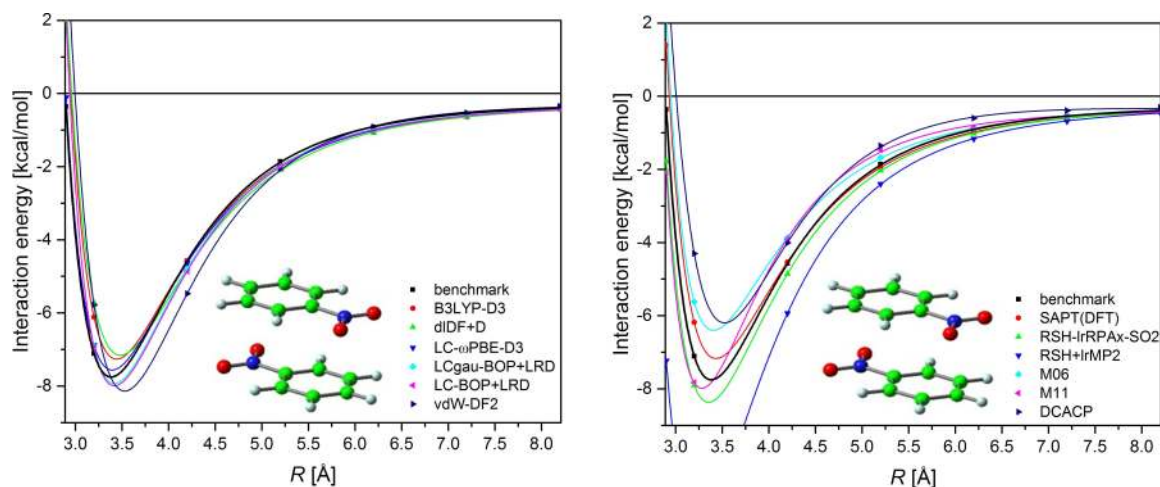 2
0
-2
-4
-6
-8
Interaction energy [kcal/mol]
benchmark
B3LYP-D3
dlDF+D
LC-ωPBE-D3
LCgau-BOP+LRD
LC-BOP+LRD
vdW-DF2
3.0 3.5 4.0 4.5 5.0 5.5 6.0 6.5 7.0 7.5 8.0
R [Å]
2
0
-2
-4
-6
-8
Interaction energy [kcal/mol]
benchmark
SAPT(DFT)
RSH-lrRPAx-SO2
RSH+lrMP2
M06
M11
DCACP
3.0 3.5 4.0 4.5 5.0 5.5 6.0 6.5 7.0 7.5 8.0
R [Å]